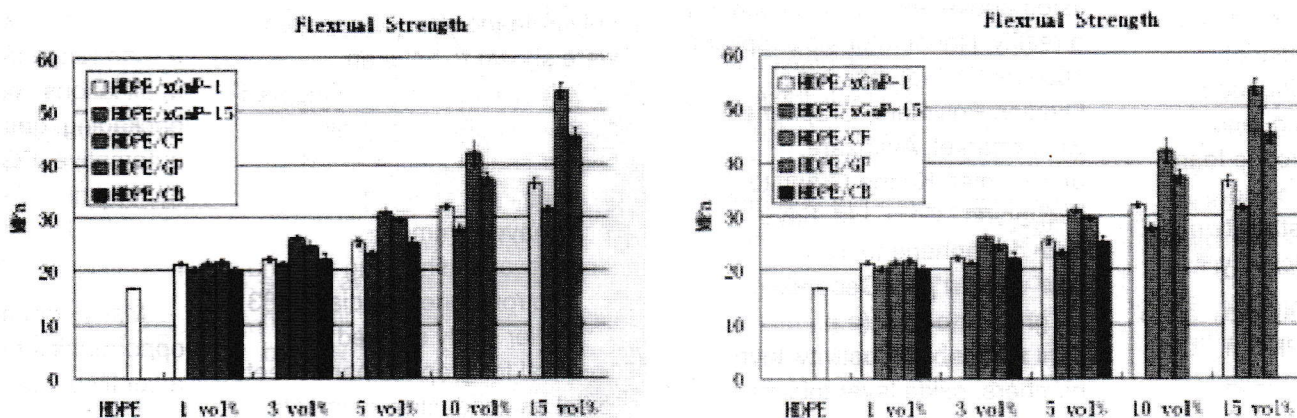 Flexrual Strength
60
50
40
30
20
10
0
MPa
HDPE/xGnP-1
HDPE/xGnP-15
HDPE/CF
HDPE/GF
HDPE/CB
HDPE 1 vol% 3 vol% 5 vol% 10 vol% 15 vol%
Flexrual Strength
60
50
40
30
20
10
0
MPa
HDPE/xGnP-1
HDPE/xGnP-15
HDPE/CF
HDPE/GF
HDPE/CB
HDPE 1 vol% 3 vol% 5 vol% 10 vol% 15 vol%